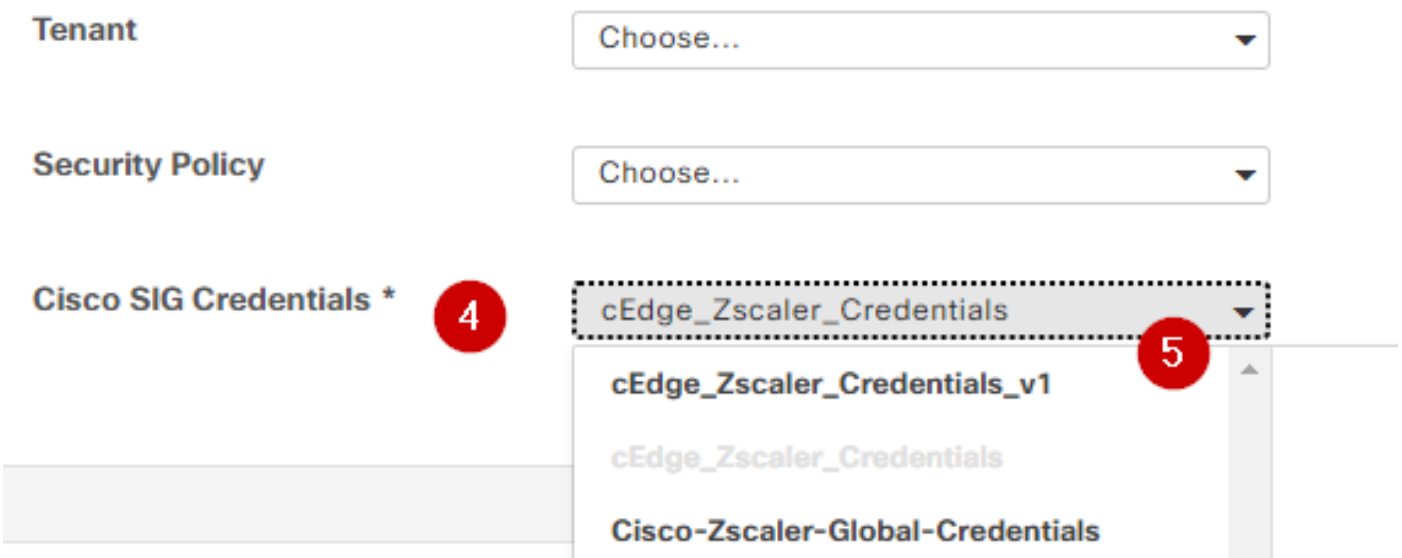 Tenant
Choose...
Security Policy
Choose...
Cisco SIG Credentials *
4
cEdge_Zscaler_Credentials
5
cEdge_Zscaler_Credentials_v1
cEdge_Zscaler_Credentials
Cisco-Zscaler-Global-Credentials